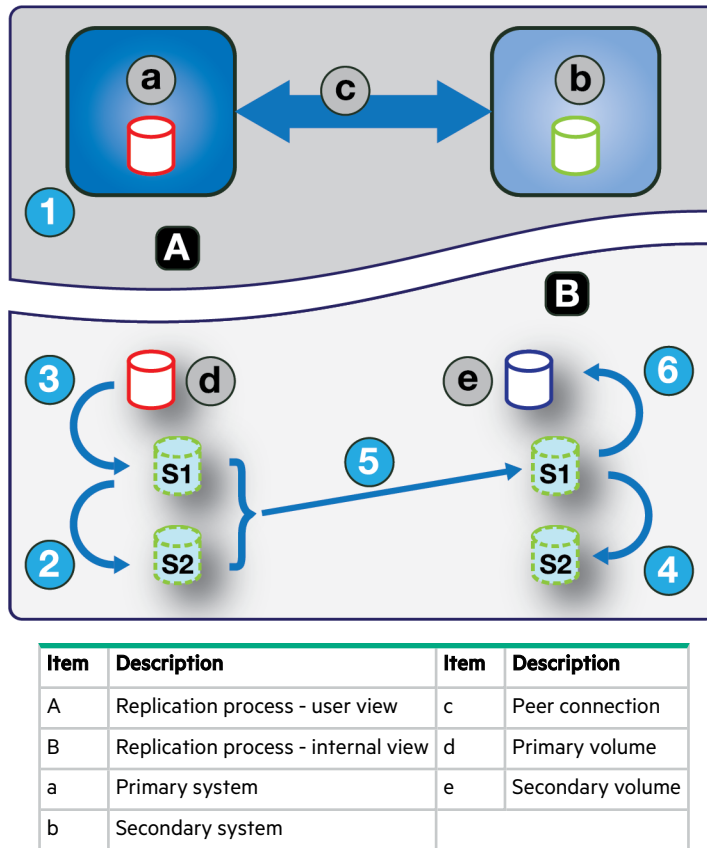 a
c
b
1
A
B
3
d
e
6
S1
5
S1
2
S2
S2
4
Item Description Item Description
A Replication process - user view c Peer connection
B Replication process - internal view d Primary volume
a Primary system e Secondary volume
b Secondary system